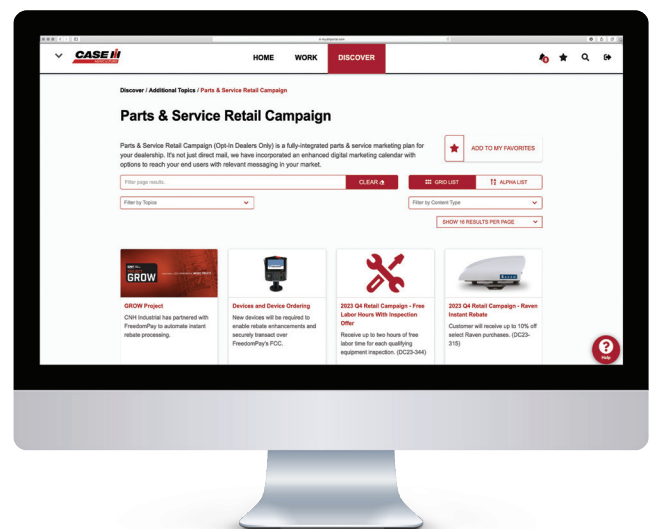 CASE IH
AGRICULTURE
HOME WORK DISCOVER
Discover / Additional Topics / Parts & Service Retail Campaign
Parts & Service Retail Campaign
Parts & Service Retail Campaign (Opt-In Dealers Only) is a fully-integrated parts & service marketing plan for
your dealership. It's not just direct mail, we have incorporated an enhanced digital marketing calendar with
options to reach your end users with relevant messaging in your market.
ADD TO MY FAVORITES
Filter page results.
CLEAR
GRID LIST
ALPHA LIST
Filter by Topics
Filter by Content Type
SHOW 16 RESULTS PER PAGE
GROW
GROW Project
CNH Industrial has partnered with
FreedomPay to automate instant
rebate processing.
Devices and Device Ordering
New devices will be required to
enable rebate enhancements and
securely transact over
FreedomPay's FCC.
2023 Q4 Retail Campaign - Free
Labor Hours With Inspection
Offer
Receive up to two hours of free
labor time for each qualifying
equipment inspection. (DC23-344)
RAVEN
2023 Q4 Retail Campaign - Raven
Instant Rebate
Customer will receive up to 10% off
select Raven purchases. (DC23-
315)
?
Help